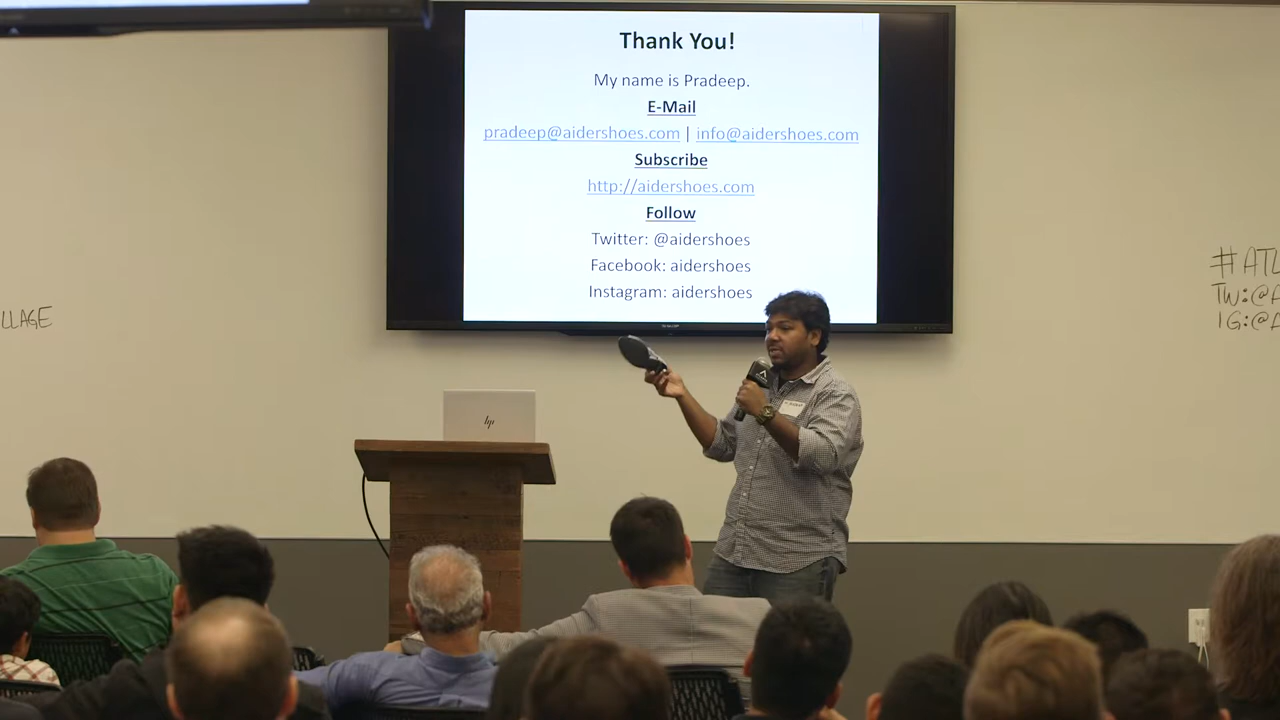 Thank You!
My name is Pradeep.
E-Mail
pradeep@aidershoes.com | info@aidershoes.com
Subscribe
http://aidershoes.com
Follow
Twitter: @aidershoes
Facebook: aidershoes
Instagram: aidershoes
LLAGE
#ATL
TW:@A
IG:@A
hp